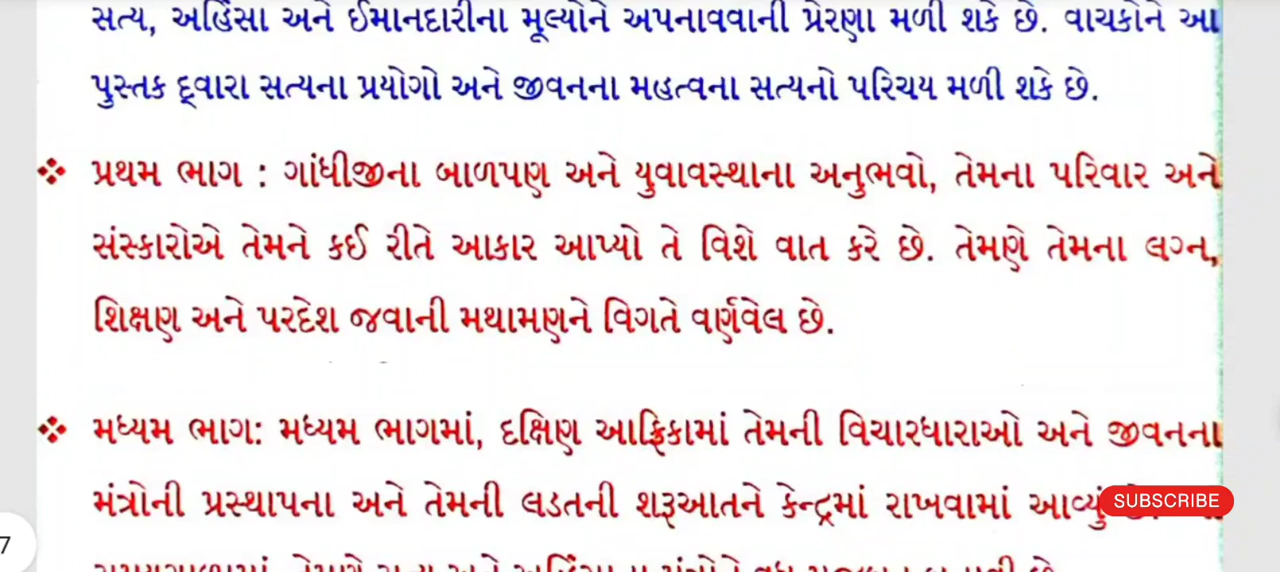 સત્ય, અહિંસા અને ઈમાનદારીના મૂલ્યોને અપનાવવાની પ્રેરણા મળી શકે છે. વાચકોને આ
પુસ્તક દ્વારા સત્યના પ્રયોગો અને જીવનના મહત્વના સત્યનો પરિચય મળી શકે છે.
❖ પ્રથમ ભાગ : ગાંધીજીના બાળપણ અને યુવાવસ્થાના અનુભવો, તેમના પરિવાર અને
સંસ્કારોએ તેમને કઈ રીતે આકાર આપ્યો તે વિશે વાત કરે છે. તેમણે તેમના લગ્ન,
શિક્ષણ અને પરદેશ જવાની મથામણને વિગતે વર્ણવેલ છે.
❖ મધ્યમ ભાગ: મધ્યમ ભાગમાં, દક્ષિણ આફ્રિકામાં તેમની વિચારધારાઓ અને જીવનના
મંત્રોની પ્રસ્થાપના અને તેમની લડતની શરૂઆતને કેન્દ્રમાં રાખવામાં આવ્યું
SUBSCRIBE
7